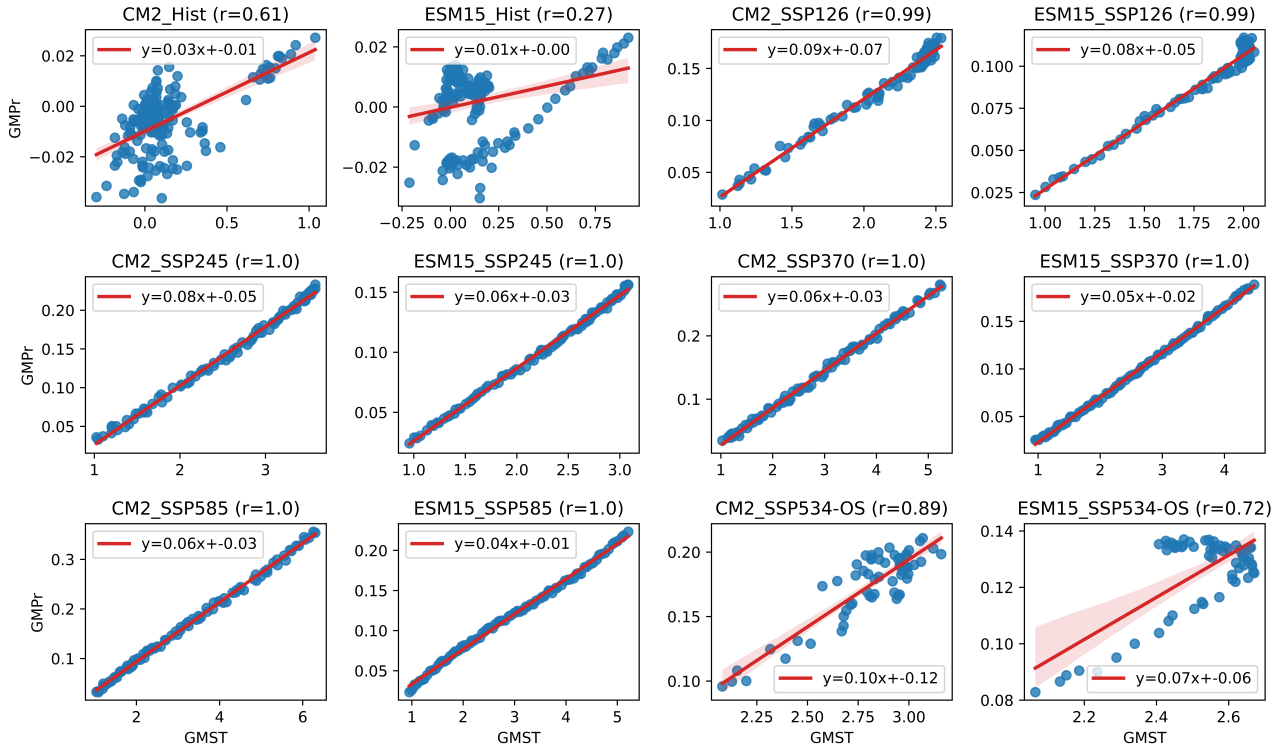 CM2_Hist (r=0.61)
ESM15_Hist (r=0.27)
CM2_SSP126 (r=0.99)
ESM15_SSP126 (r=0.99)
y=0.03x+-0.01
y=0.01x+-0.00
y=0.09x+-0.07
y=0.08x+-0.05
GMPr
0.02
0.00
−0.02
0.02
0.00
−0.02
0.15
0.10
0.05
0.100
0.075
0.050
0.025
0.0 0.5 1.0
−0.25 0.00 0.25 0.50 0.75
1.0 1.5 2.0 2.5
1.00 1.25 1.50 1.75 2.00
CM2_SSP245 (r=1.0)
ESM15_SSP245 (r=1.0)
CM2_SSP370 (r=1.0)
ESM15_SSP370 (r=1.0)
y=0.08x+-0.05
y=0.06x+-0.03
y=0.06x+-0.03
y=0.05x+-0.02
GMPr
0.20
0.15
0.10
0.05
0.15
0.10
0.05
0.2
0.1
0.15
0.10
0.05
1 2 3
1.0 1.5 2.0 2.5 3.0
1 2 3 4 5
1 2 3 4
CM2_SSP585 (r=1.0)
ESM15_SSP585 (r=1.0)
CM2_SSP534-OS (r=0.89)
ESM15_SSP534-OS (r=0.72)
y=0.06x+-0.03
y=0.04x+-0.01
y=0.10x+-0.12
y=0.07x+-0.06
GMPr
0.3
0.2
0.1
0.20
0.15
0.10
0.05
0.20
0.15
0.10
0.14
0.12
0.10
0.08
2 4 6
1 2 3 4 5
2.25 2.50 2.75 3.00
2.2 2.4 2.6
GMST
GMST
GMST
GMST